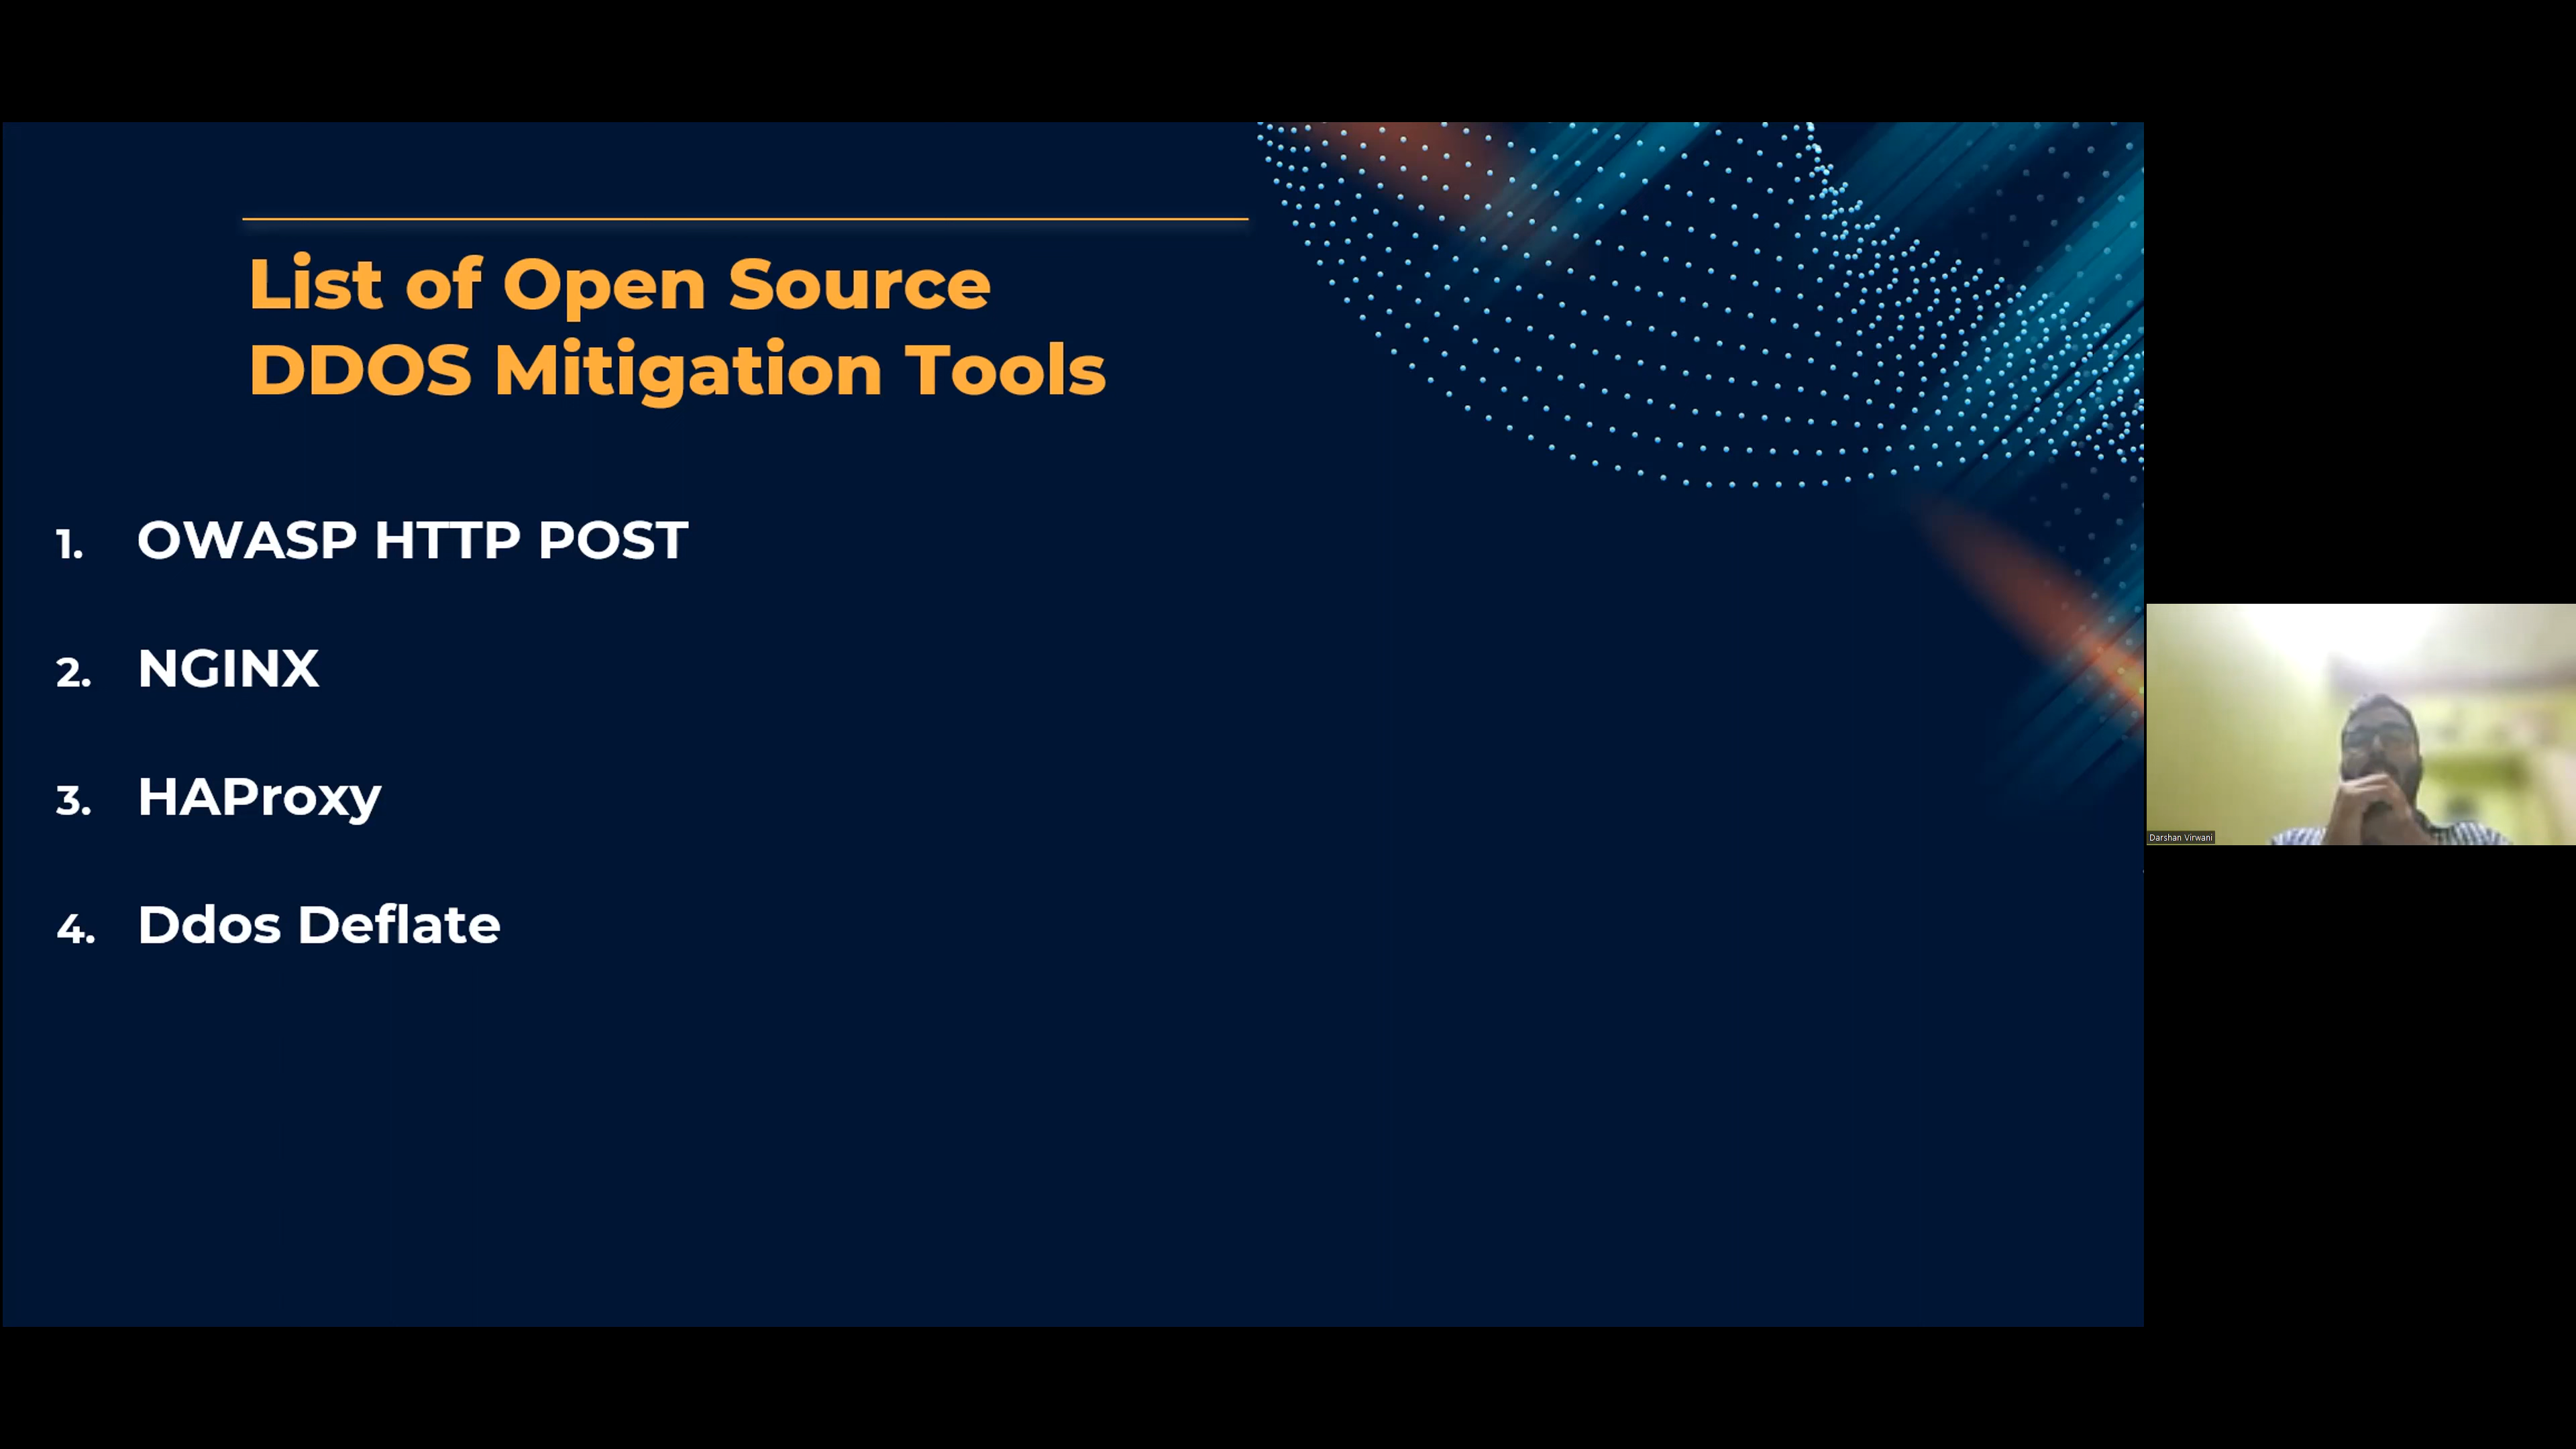 List of Open Source
DDOS Mitigation Tools
1. OWASP HTTP POST
2. NGINX
3. HAProxy
4. Ddos Deflate
Darshan Virwani